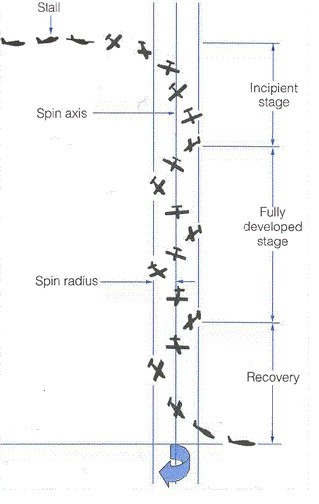 Stall
Incipient
stage
Spin axis
Fully
developed
stage
Spin radius
Recovery